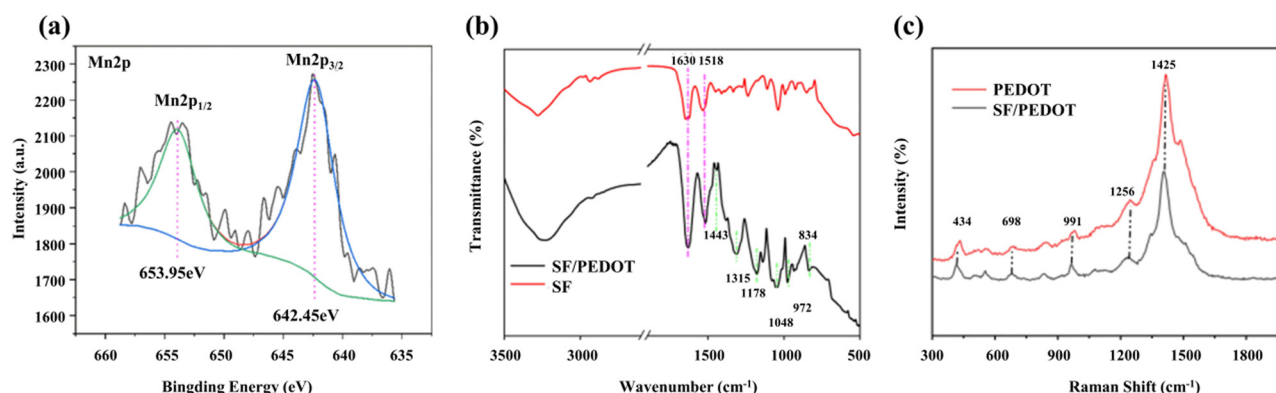 (a)
Mn2p
Mn2p1/2
Mn2p3/2
653.95eV
642.45eV
2300
2200
2100
2000
1900
1800
1700
1600
Intensity (a.u.)
660 655 650 645 640 635
Bingding Energy (eV)
(b)
1630 1518
1443
1315
1178
1048
972
834
SF/PEDOT
SF
Transmittance (%)
3500 3000 1500 1000 500
Wavenumber (cm-1)
(c)
PEDOT
SF/PEDOT
434
698
991
1256
1425
Intensity (%)
300 600 900 1200 1500 1800
Raman Shift (cm-1)